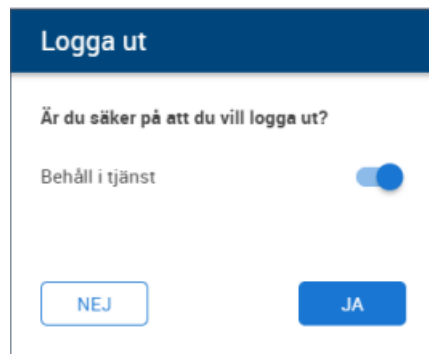 Logga ut
Är du säker på att du vill logga ut?
Behåll i tjänst
NEJ
JA